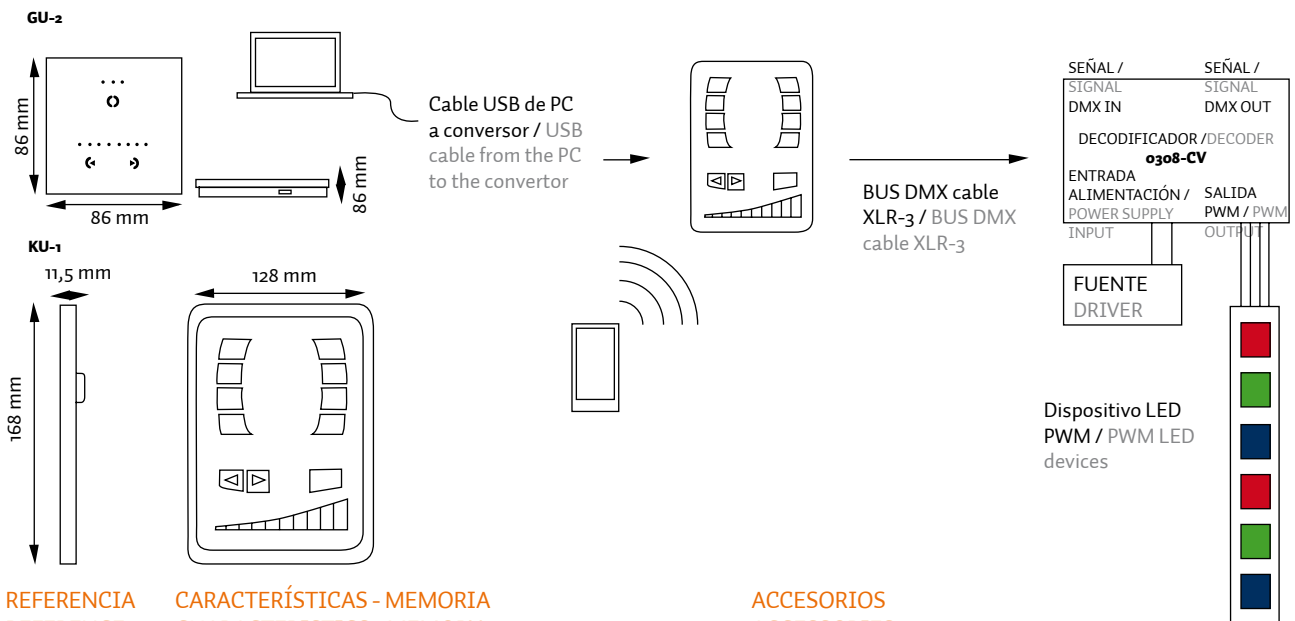 GU-2
86 mm
86 mm
86 mm
Cable USB de PC
a conversor / USB
cable from the PC
to the convertor
BUS DMX cable
XLR-3 / BUS DMX
cable XLR-3
SEÑAL /
SIGNAL
DMX IN
SEÑAL /
SIGNAL
DMX OUT
DECODIFICADOR /DECODER
0308-CV
ENTRADA
ALIMENTACIÓN /
POWER SUPPLY
INPUT
SALIDA
PWM / PWM
OUTPUT
FUENTE
DRIVER
Dispositivo LED
PWM / PWM LED
devices
KU-1
11,5 mm
128 mm
168 mm
REFERENCIA
CARACTERÍSTICAS - MEMORIA
ACCESORIOS